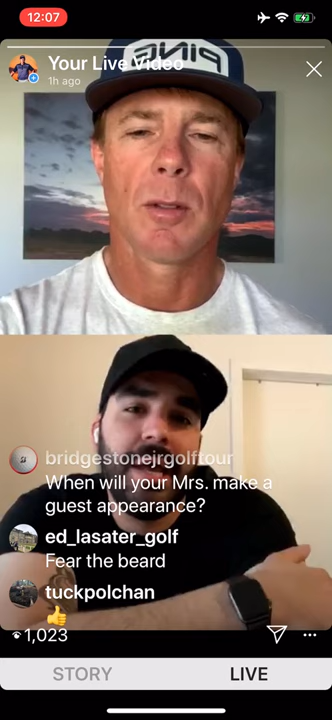 12:07
PING
Your Live Video
1h ago
bridgestonejrgolftour
When will your Mrs. make a
guest appearance?
ed_lasater_golf
Fear the beard
tuckpolchan
👍
1,023
STORY
LIVE